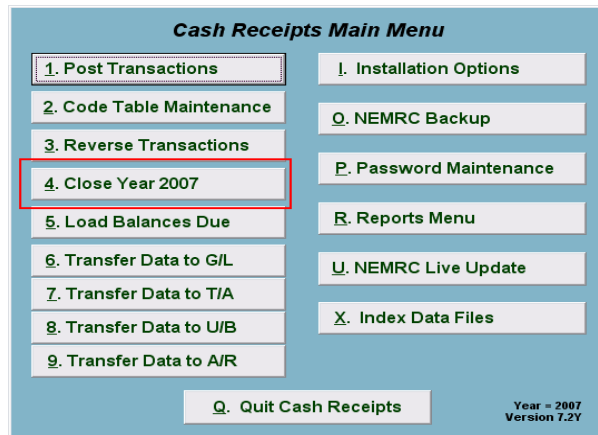 Cash Receipts Main Menu
1. Post Transactions
2. Code Table Maintenance
3. Reverse Transactions
4. Close Year 2007
5. Load Balances Due
6. Transfer Data to G/L
7. Transfer Data to T/A
8. Transfer Data to U/B
9. Transfer Data to A/R
I. Installation Options
O. NEMRC Backup
P. Password Maintenance
R. Reports Menu
U. NEMRC Live Update
X. Index Data Files
Q. Quit Cash Receipts
Year = 2007
Version 7.2Y